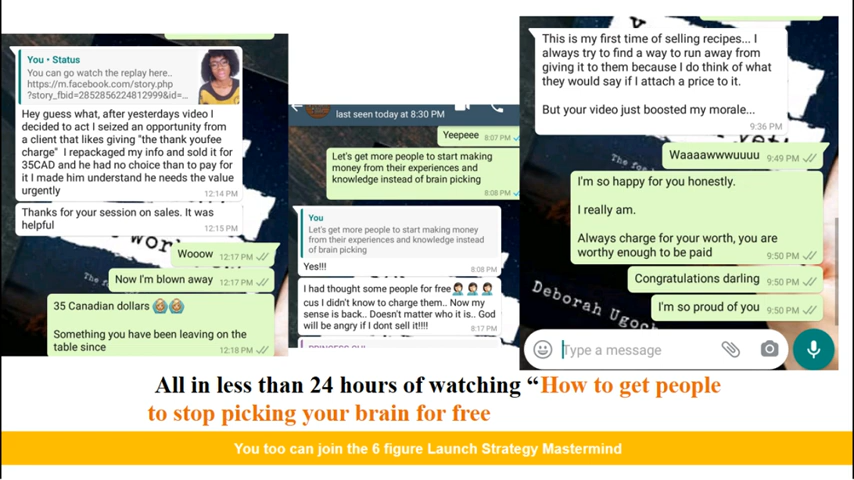 You • Status
You can go watch the replay here..
https://m.facebook.com/story.php
?story_fbid=2852856224812999&id=...
Hey guess what, after yesterdays video I
decided to act I seized an opportunity from
a client that likes giving "the thank youfee
charge" I repackaged my info and sold it for
35CAD and he had no choice than to pay for
it I made him understand he needs the value
urgently
12:14 PM
Thanks for your session on sales. It was
helpful
12:15 PM
Wooow 12:17 PM
Now I'm blown away 12:17 PM
35 Canadian dollars
Something you have been leaving on the
table since
12:18 PM
last seen today at 8:30 PM
Yeepeee 8:07 PM
Let's get more people to start making
money from their experiences and
knowledge instead of brain picking
8:08 PM
You
Let's get more people to start making money
from their experiences and knowledge instead
of brain picking
Yes!!! 8:08 PM
I had thought some people for free
cus I didn't know to charge them.. Now my
sense is back.. Doesn't matter who it is.. God
will be angry if I dont sell it!!!!
8:17 PM
This is my first time of selling recipes... I
always try to find a way to run away from
giving it to them because I do think of what
they would say if I attach a price to it.
But your video just boosted my morale...
9:36 PM
Waaaawwwuuuu 9:49 PM
I'm so happy for you honestly.
I really am.
Always charge for your worth, you are
worthy enough to be paid
9:50 PM
Congratulations darling 9:50 PM
Deborah Ugoch
I'm so proud of you 9:50 PM
Type a message
All in less than 24 hours of watching “How to get people
to stop picking your brain for free
You too can join the 6 figure Launch Strategy Mastermind